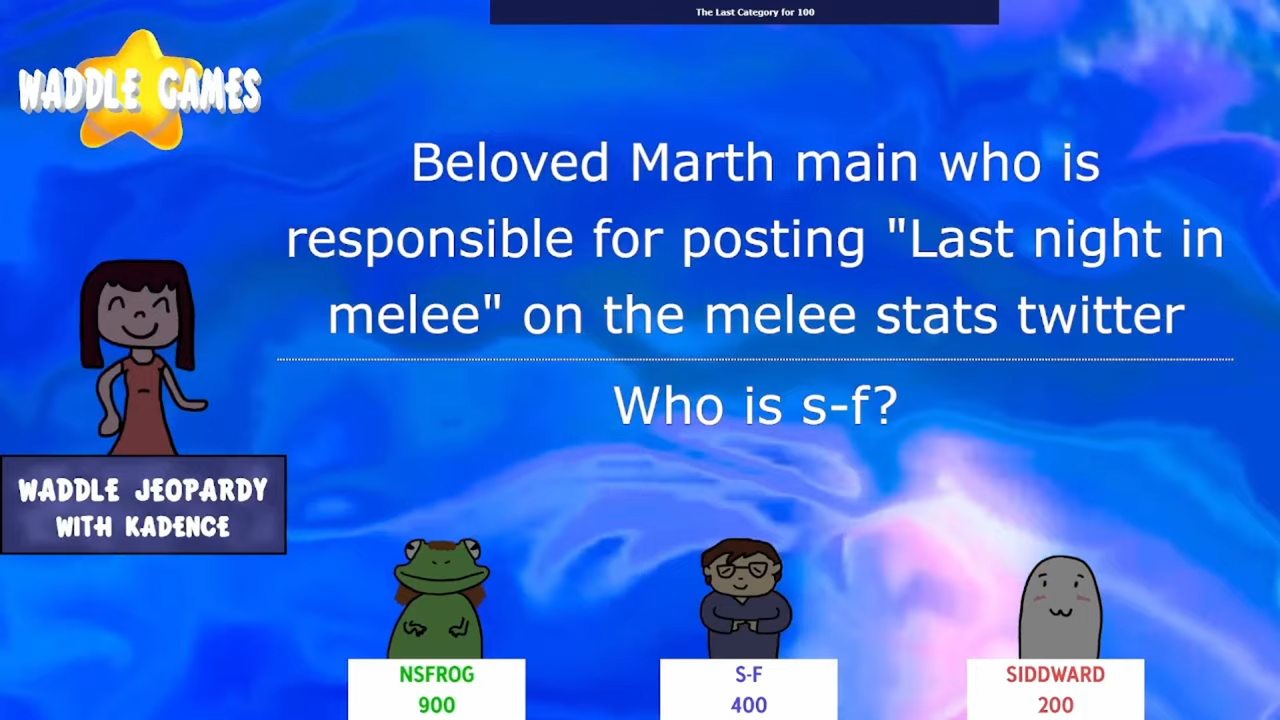 The Last Category for 100
WADDLE GAMES
Beloved Marth main who is
responsible for posting "Last night in
melee" on the melee stats twitter
Who is s-f?
WADDLE JEOPARDY
WITH KADENCE
NSFROG
900
S-F
400
SIDDWARD
200